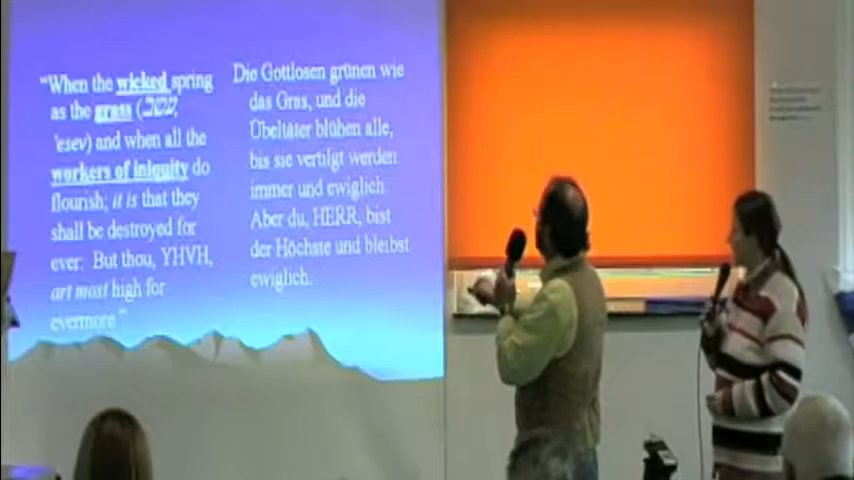 "When the wicked spring
as the grass (עשב,
'esev) and when all the
workers of iniquity do
flourish; it is that they
shall be destroyed for
ever: But thou, YHVH,
art most high for
evermore."
Die Gottlosen grünen wie
das Gras, und die
Übeltäter blühen alle,
bis sie vertilgt werden
immer und ewiglich.
Aber du, HERR, bist
der Höchste und bleibst
ewiglich.